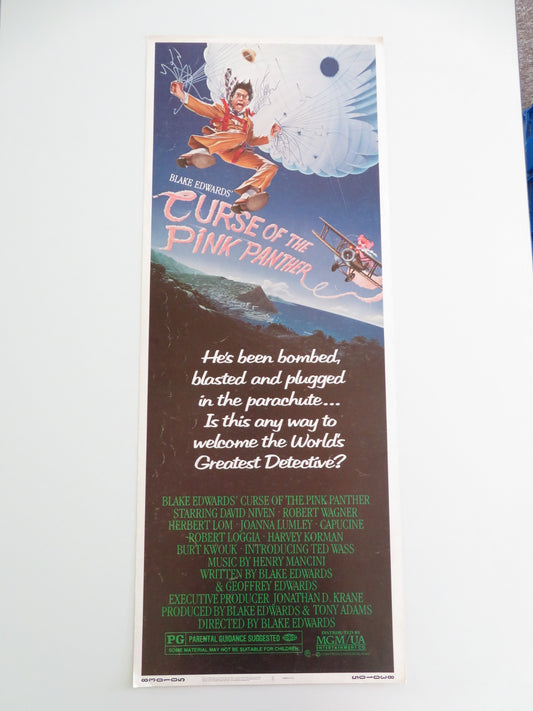 BLAKE EDWARDS'
CURSE OF THE
PINK PANTHER
He's been bombed,
blasted and plugged
in the parachute...
Is this any way to
welcome the World's
Greatest Detective?
BLAKE EDWARDS' CURSE OF THE PINK PANTHER
STARRING DAVID NIVEN · ROBERT WAGNER
HERBERT LOM · JOANNA LUMLEY · CAPUCINE
ROBERT LOGGIA · HARVEY KORMAN
BURT KWOUK · INTRODUCING TED WASS
MUSIC BY HENRY MANCINI
WRITTEN BY BLAKE EDWARDS
& GEOFFREY EDWARDS
EXECUTIVE PRODUCER JONATHAN D. KRANE
PRODUCED BY BLAKE EDWARDS & TONY ADAMS
DIRECTED BY BLAKE EDWARDS
PG PARENTAL GUIDANCE SUGGESTED
SOME MATERIAL MAY NOT BE SUITABLE FOR CHILDREN
DISTRIBUTED BY
MGM/UA
ENTERTAINMENT CO.
830105
830105